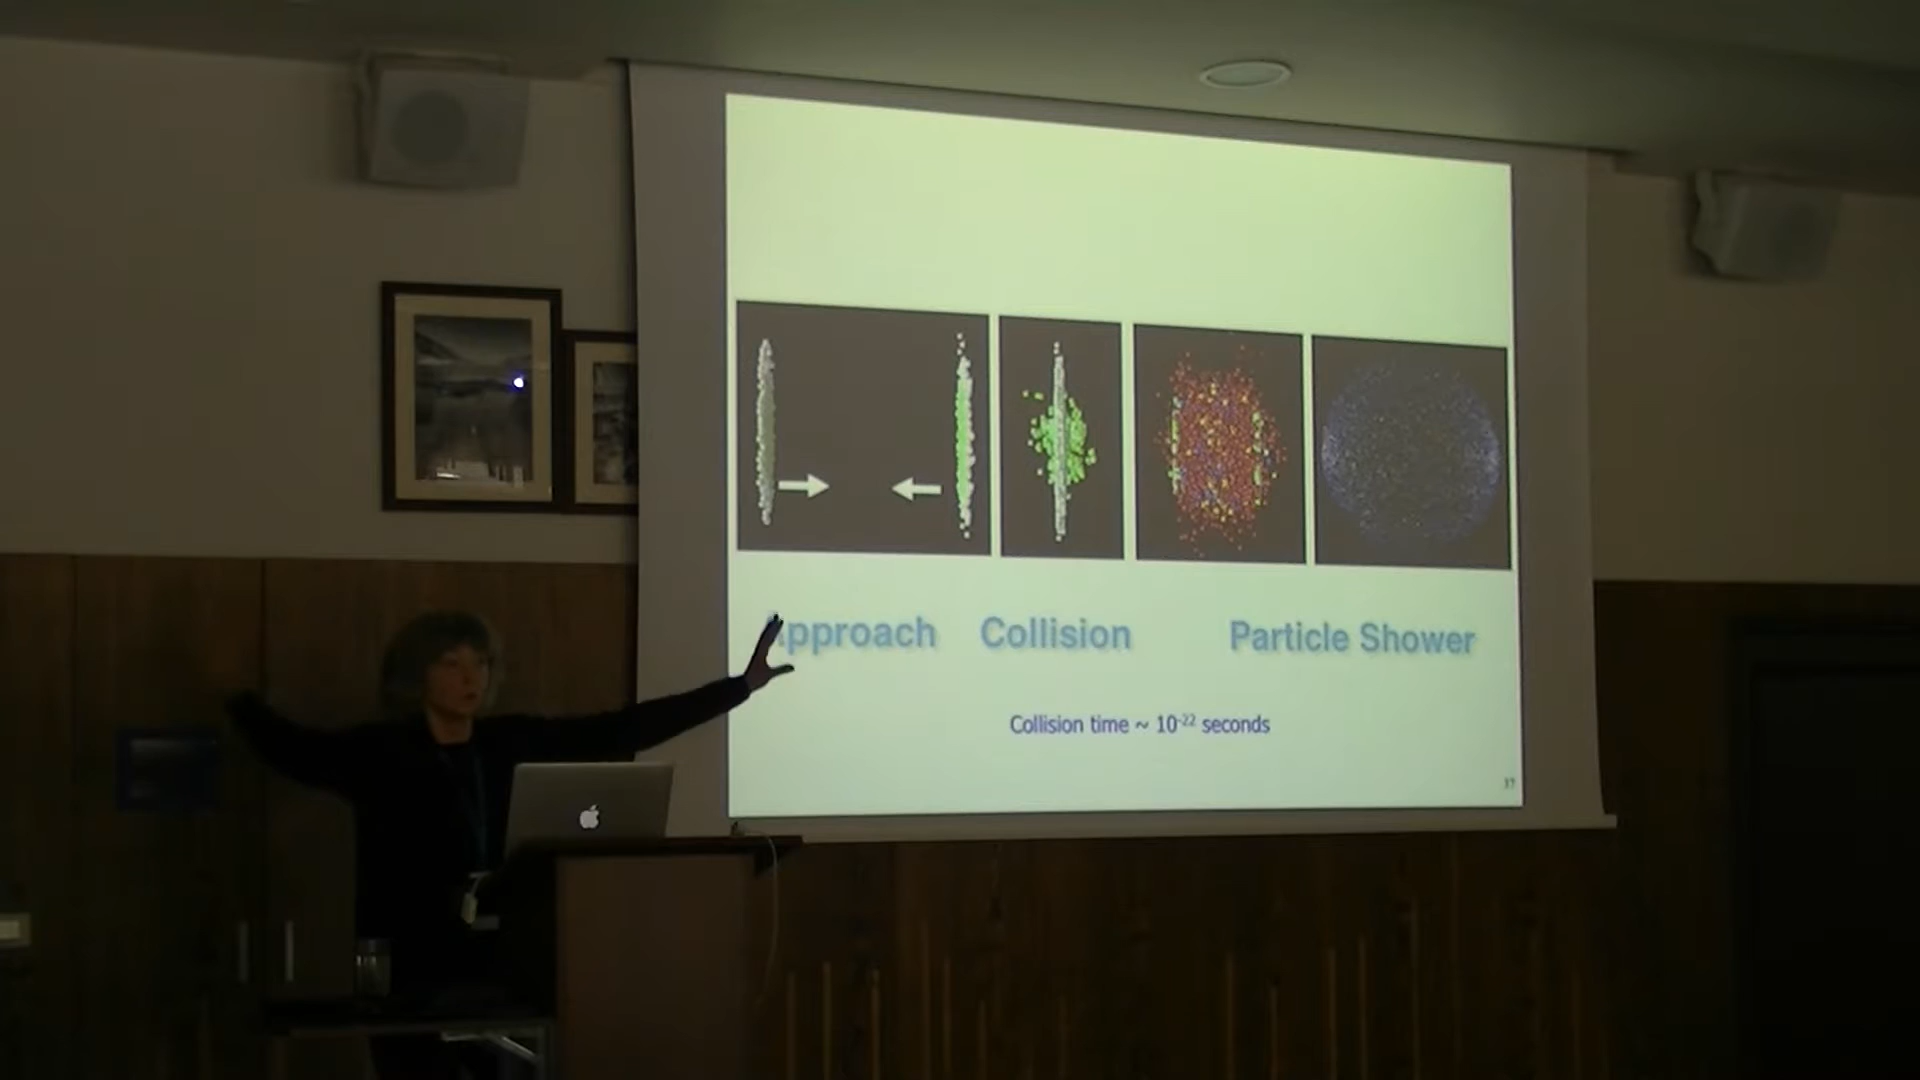 Approach Collision Particle Shower
Collision time ~ 10⁻²² seconds